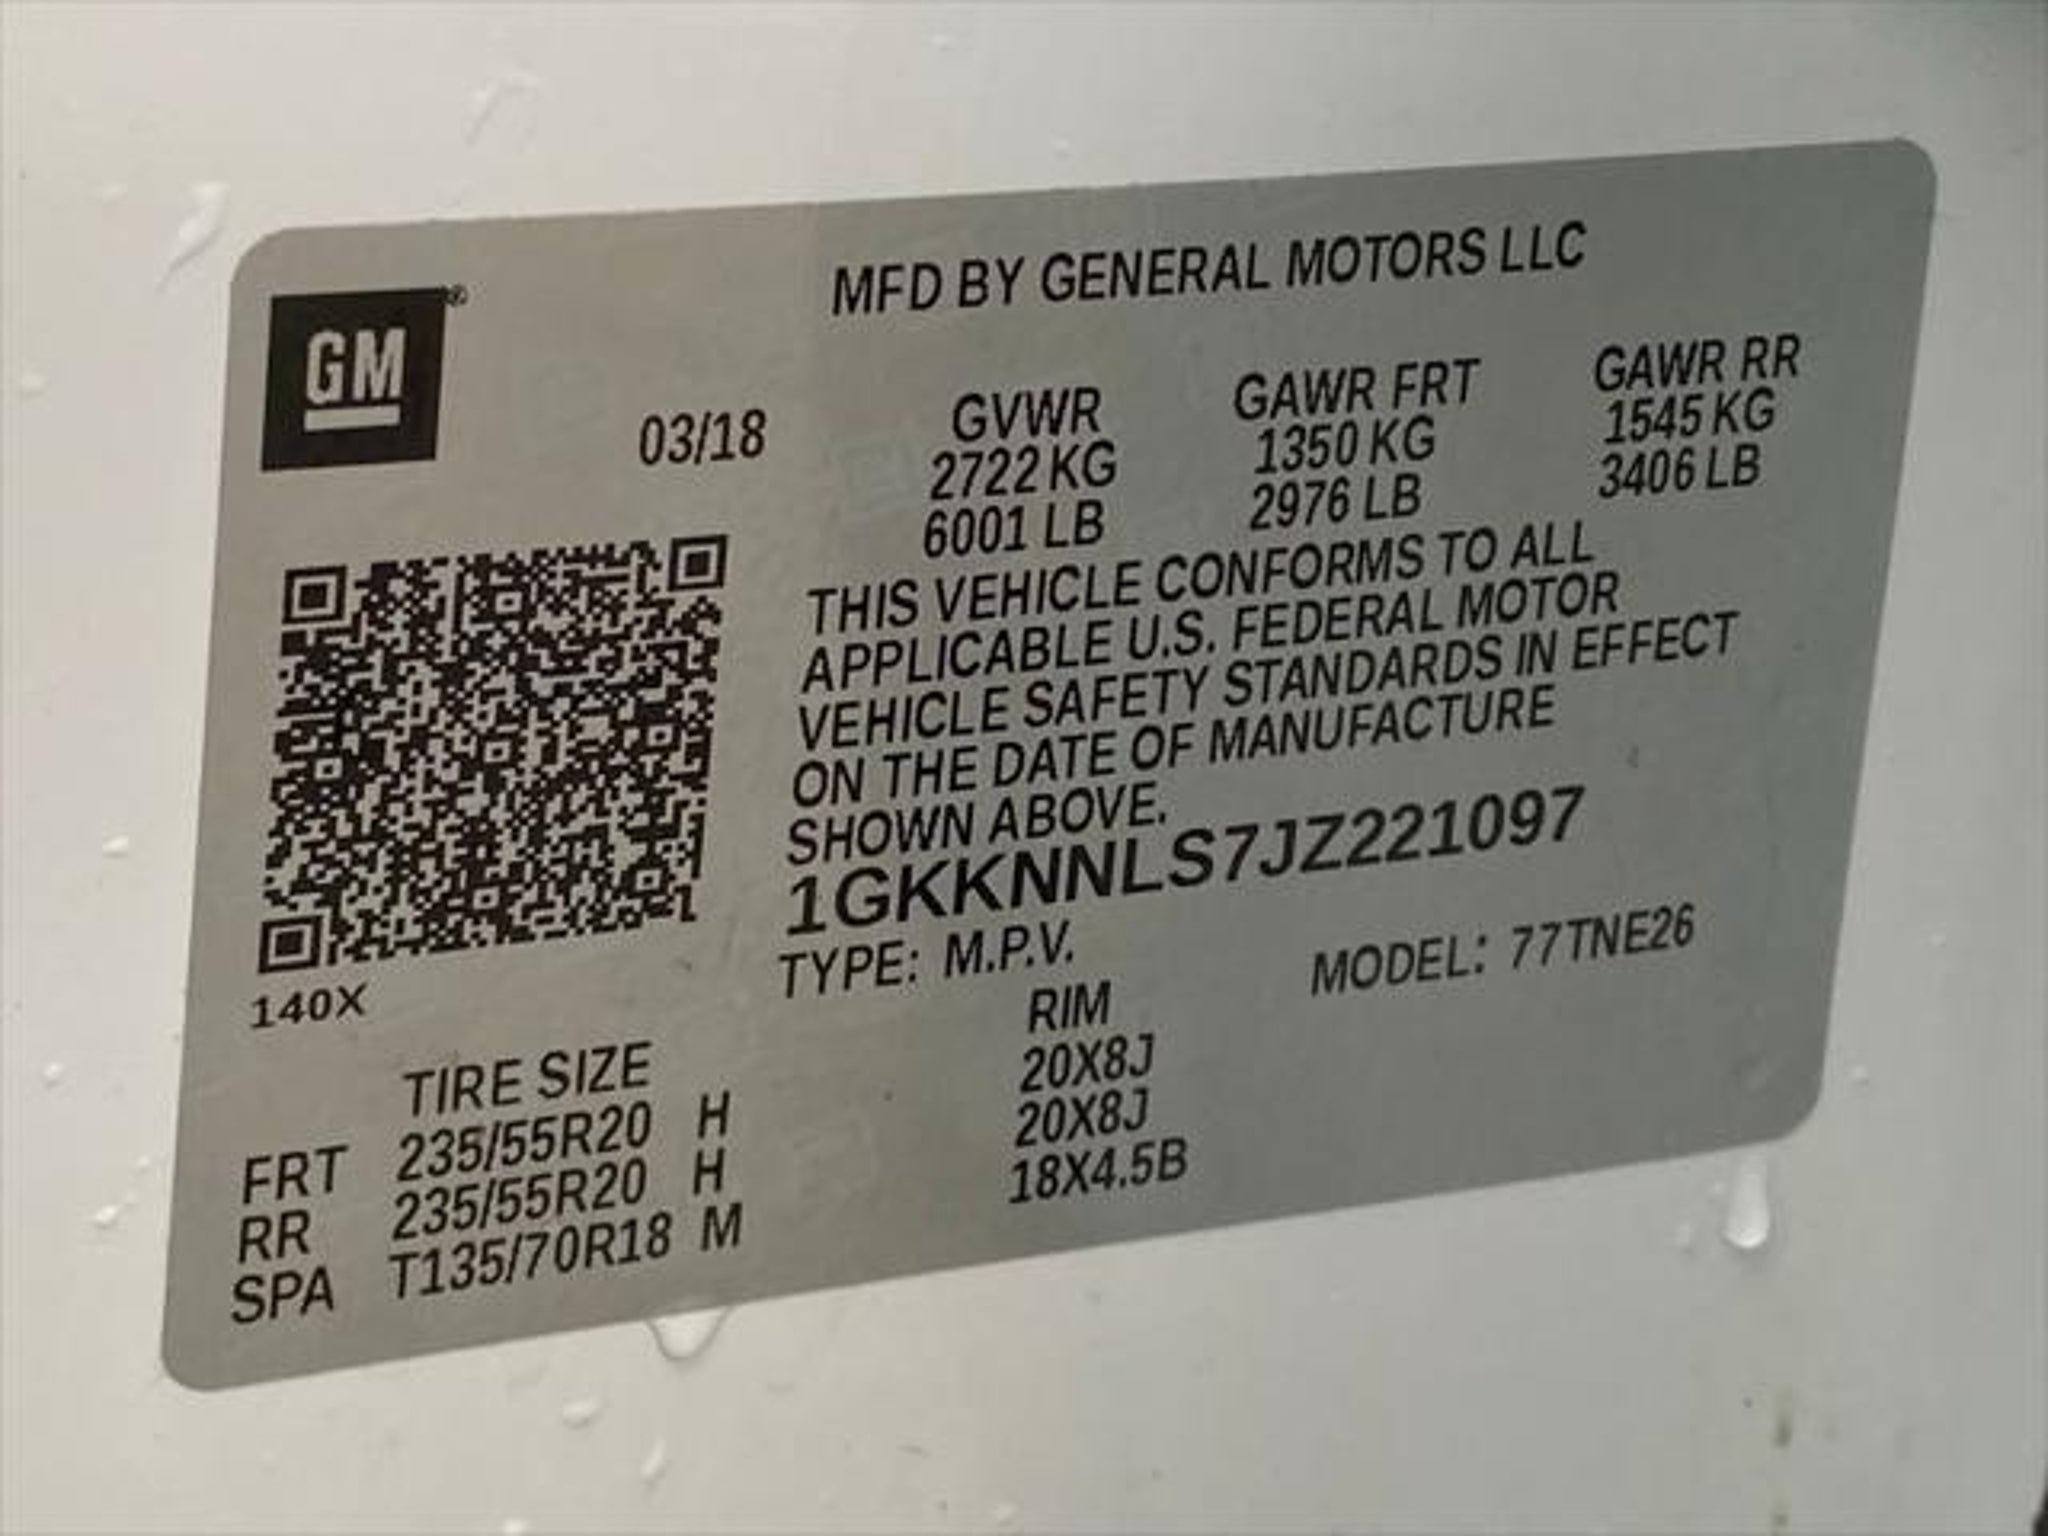 MFD BY GENERAL MOTORS LLC
GM®
03/18
GVWR GAWR FRT GAWR RR
2722 KG 1350 KG 1545 KG
6001 LB 2976 LB 3406 LB
THIS VEHICLE CONFORMS TO ALL
APPLICABLE U.S. FEDERAL MOTOR
VEHICLE SAFETY STANDARDS IN EFFECT
ON THE DATE OF MANUFACTURE
SHOWN ABOVE.
1GKKNNLS7JZ221097
TYPE: M.P.V. MODEL: 77TNE26
140X
TIRE SIZE RIM
FRT 235/55R20 H 20X8J
RR 235/55R20 H 20X8J
SPA T135/70R18 M 18X4.5B